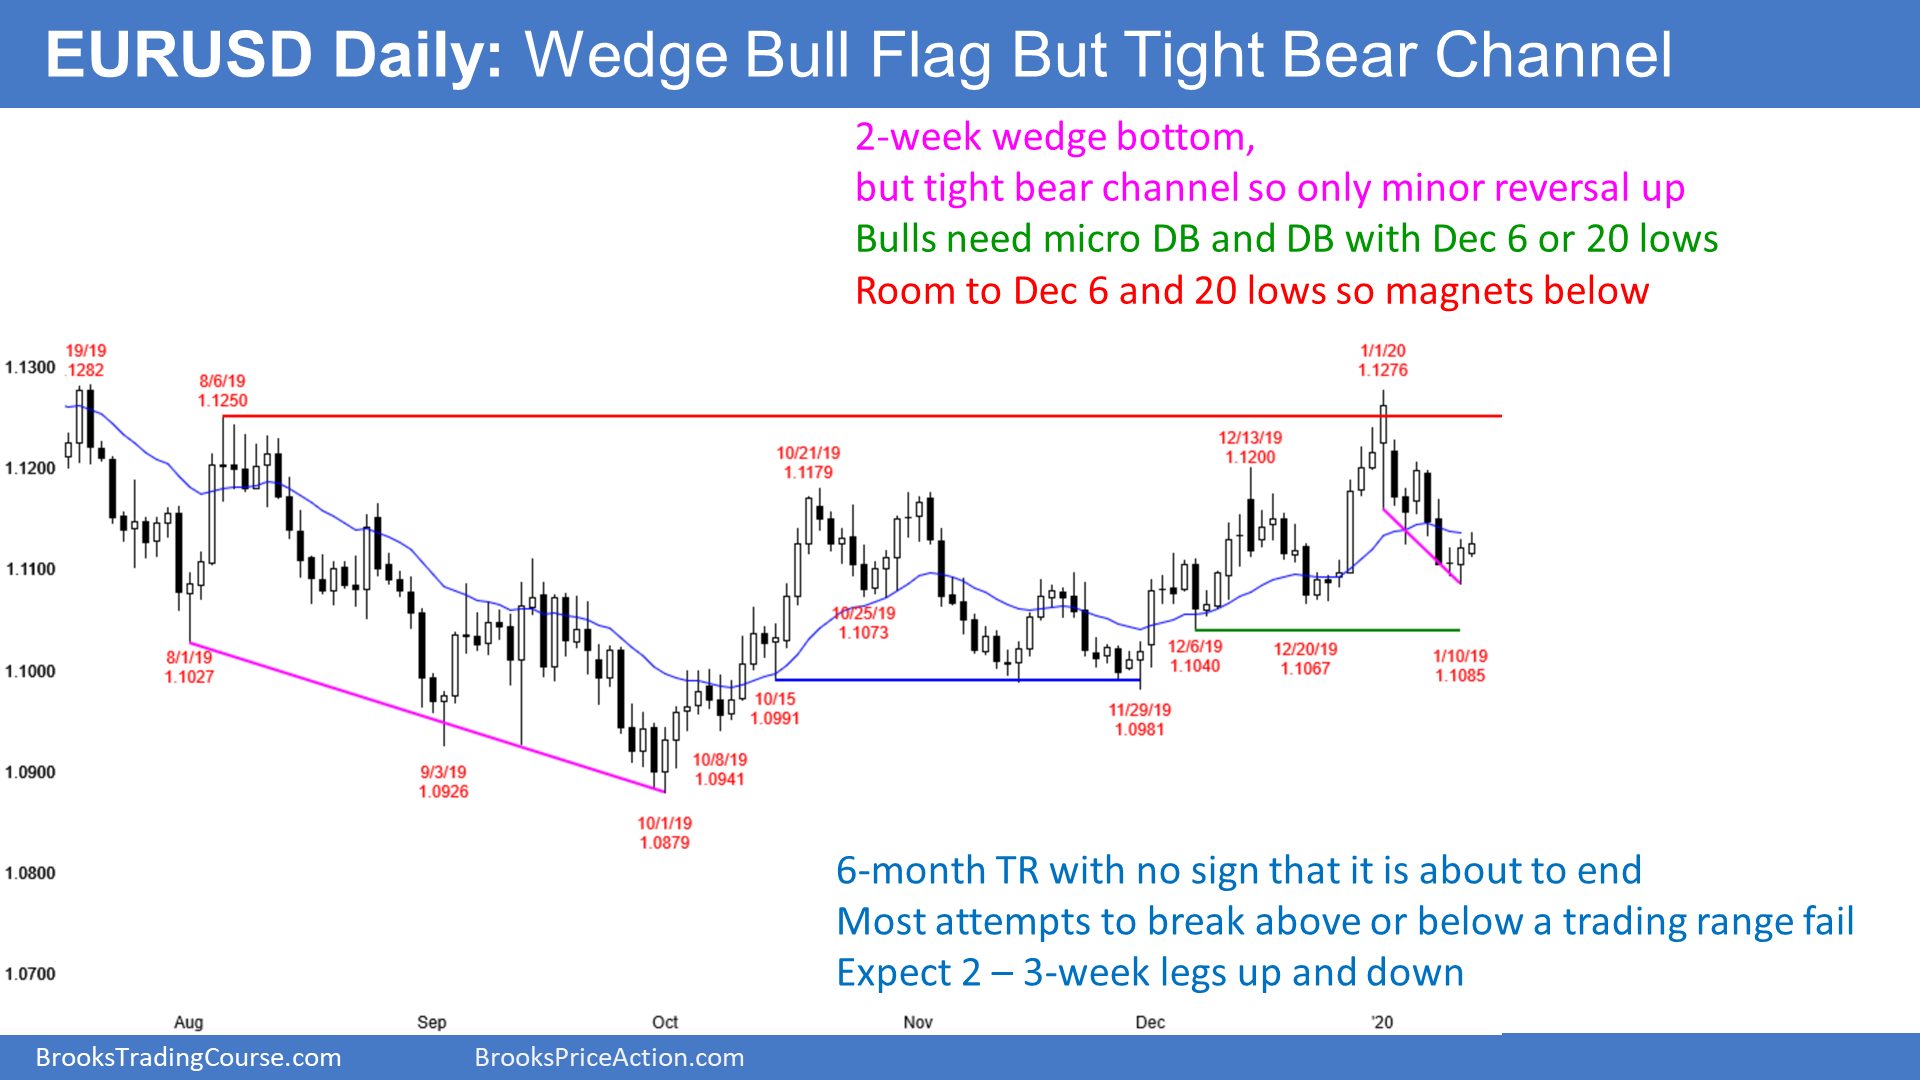 EURUSD Daily: Wedge Bull Flag But Tight Bear Channel
2-week wedge bottom,
but tight bear channel so only minor reversal up
Bulls need micro DB and DB with Dec 6 or 20 lows
Room to Dec 6 and 20 lows so magnets below
19/19
.1282
8/6/19
1.1250
10/21/19
1.1179
12/13/19
1.1200
1/1/20
1.1276
1.1300
1.1200
1.1100
1.1000
1.0900
1.0800
1.0700
8/1/19
1.1027
9/3/19
1.0926
10/1/19
1.0879
10/8/19
1.0941
10/15
1.0991
10/25/19
1.1073
11/29/19
1.0981
12/6/19
1.1040
12/20/19
1.1067
1/10/19
1.1085
6-month TR with no sign that it is about to end
Most attempts to break above or below a trading range fail
Expect 2 – 3-week legs up and down
Aug
Sep
Oct
Nov
Dec
'20
BrooksTradingCourse.com
BrooksPriceAction.com